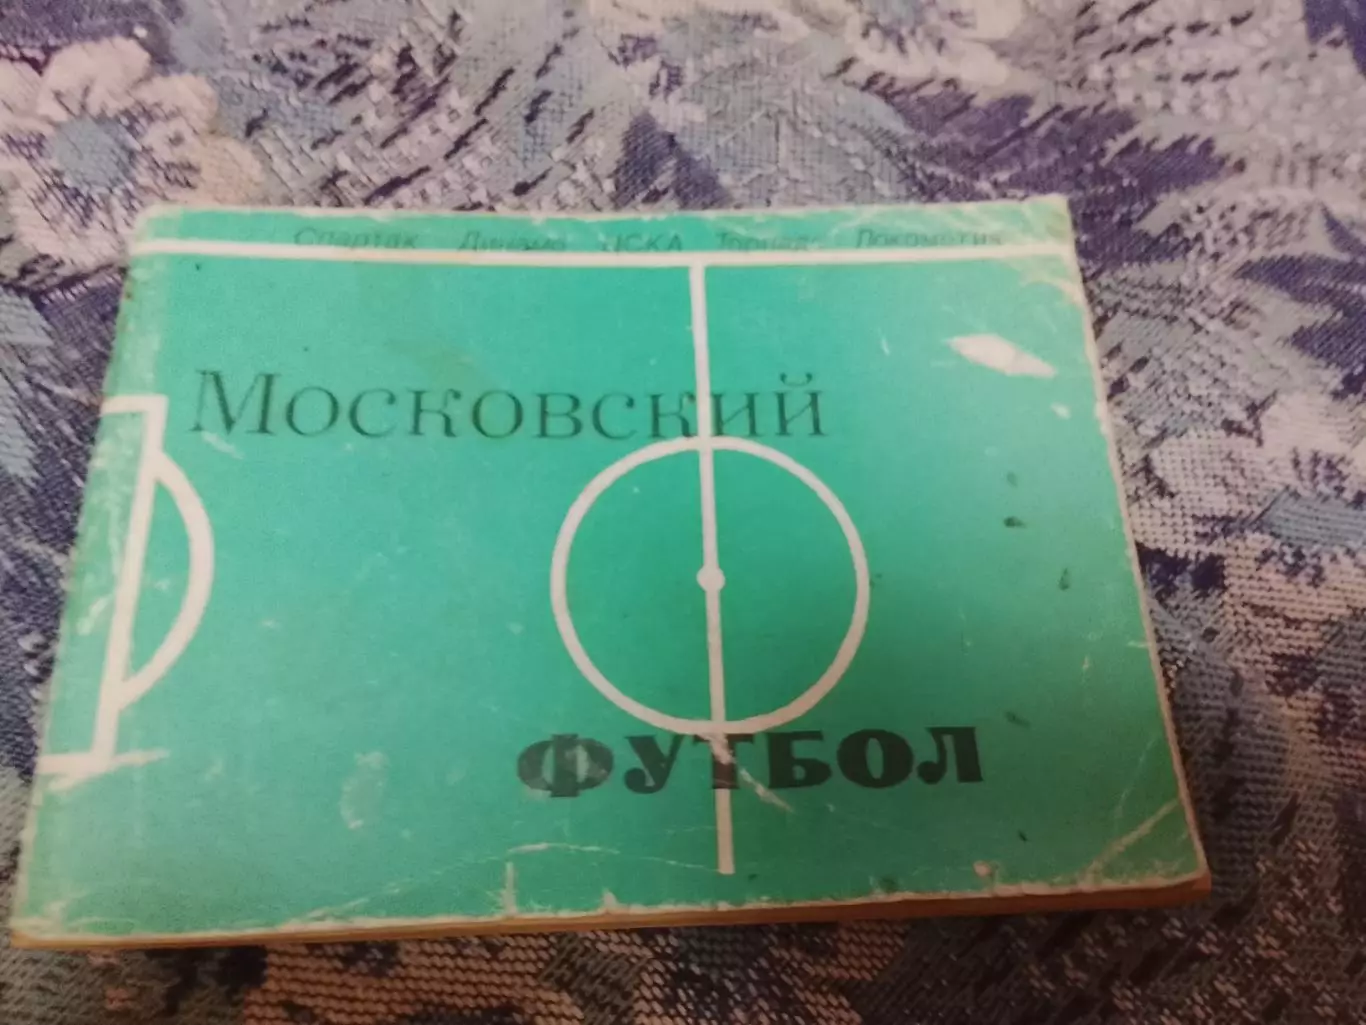 Спартак Динамо ЦСКА Торпедо Локомотив
Московский
ФУТБОЛ